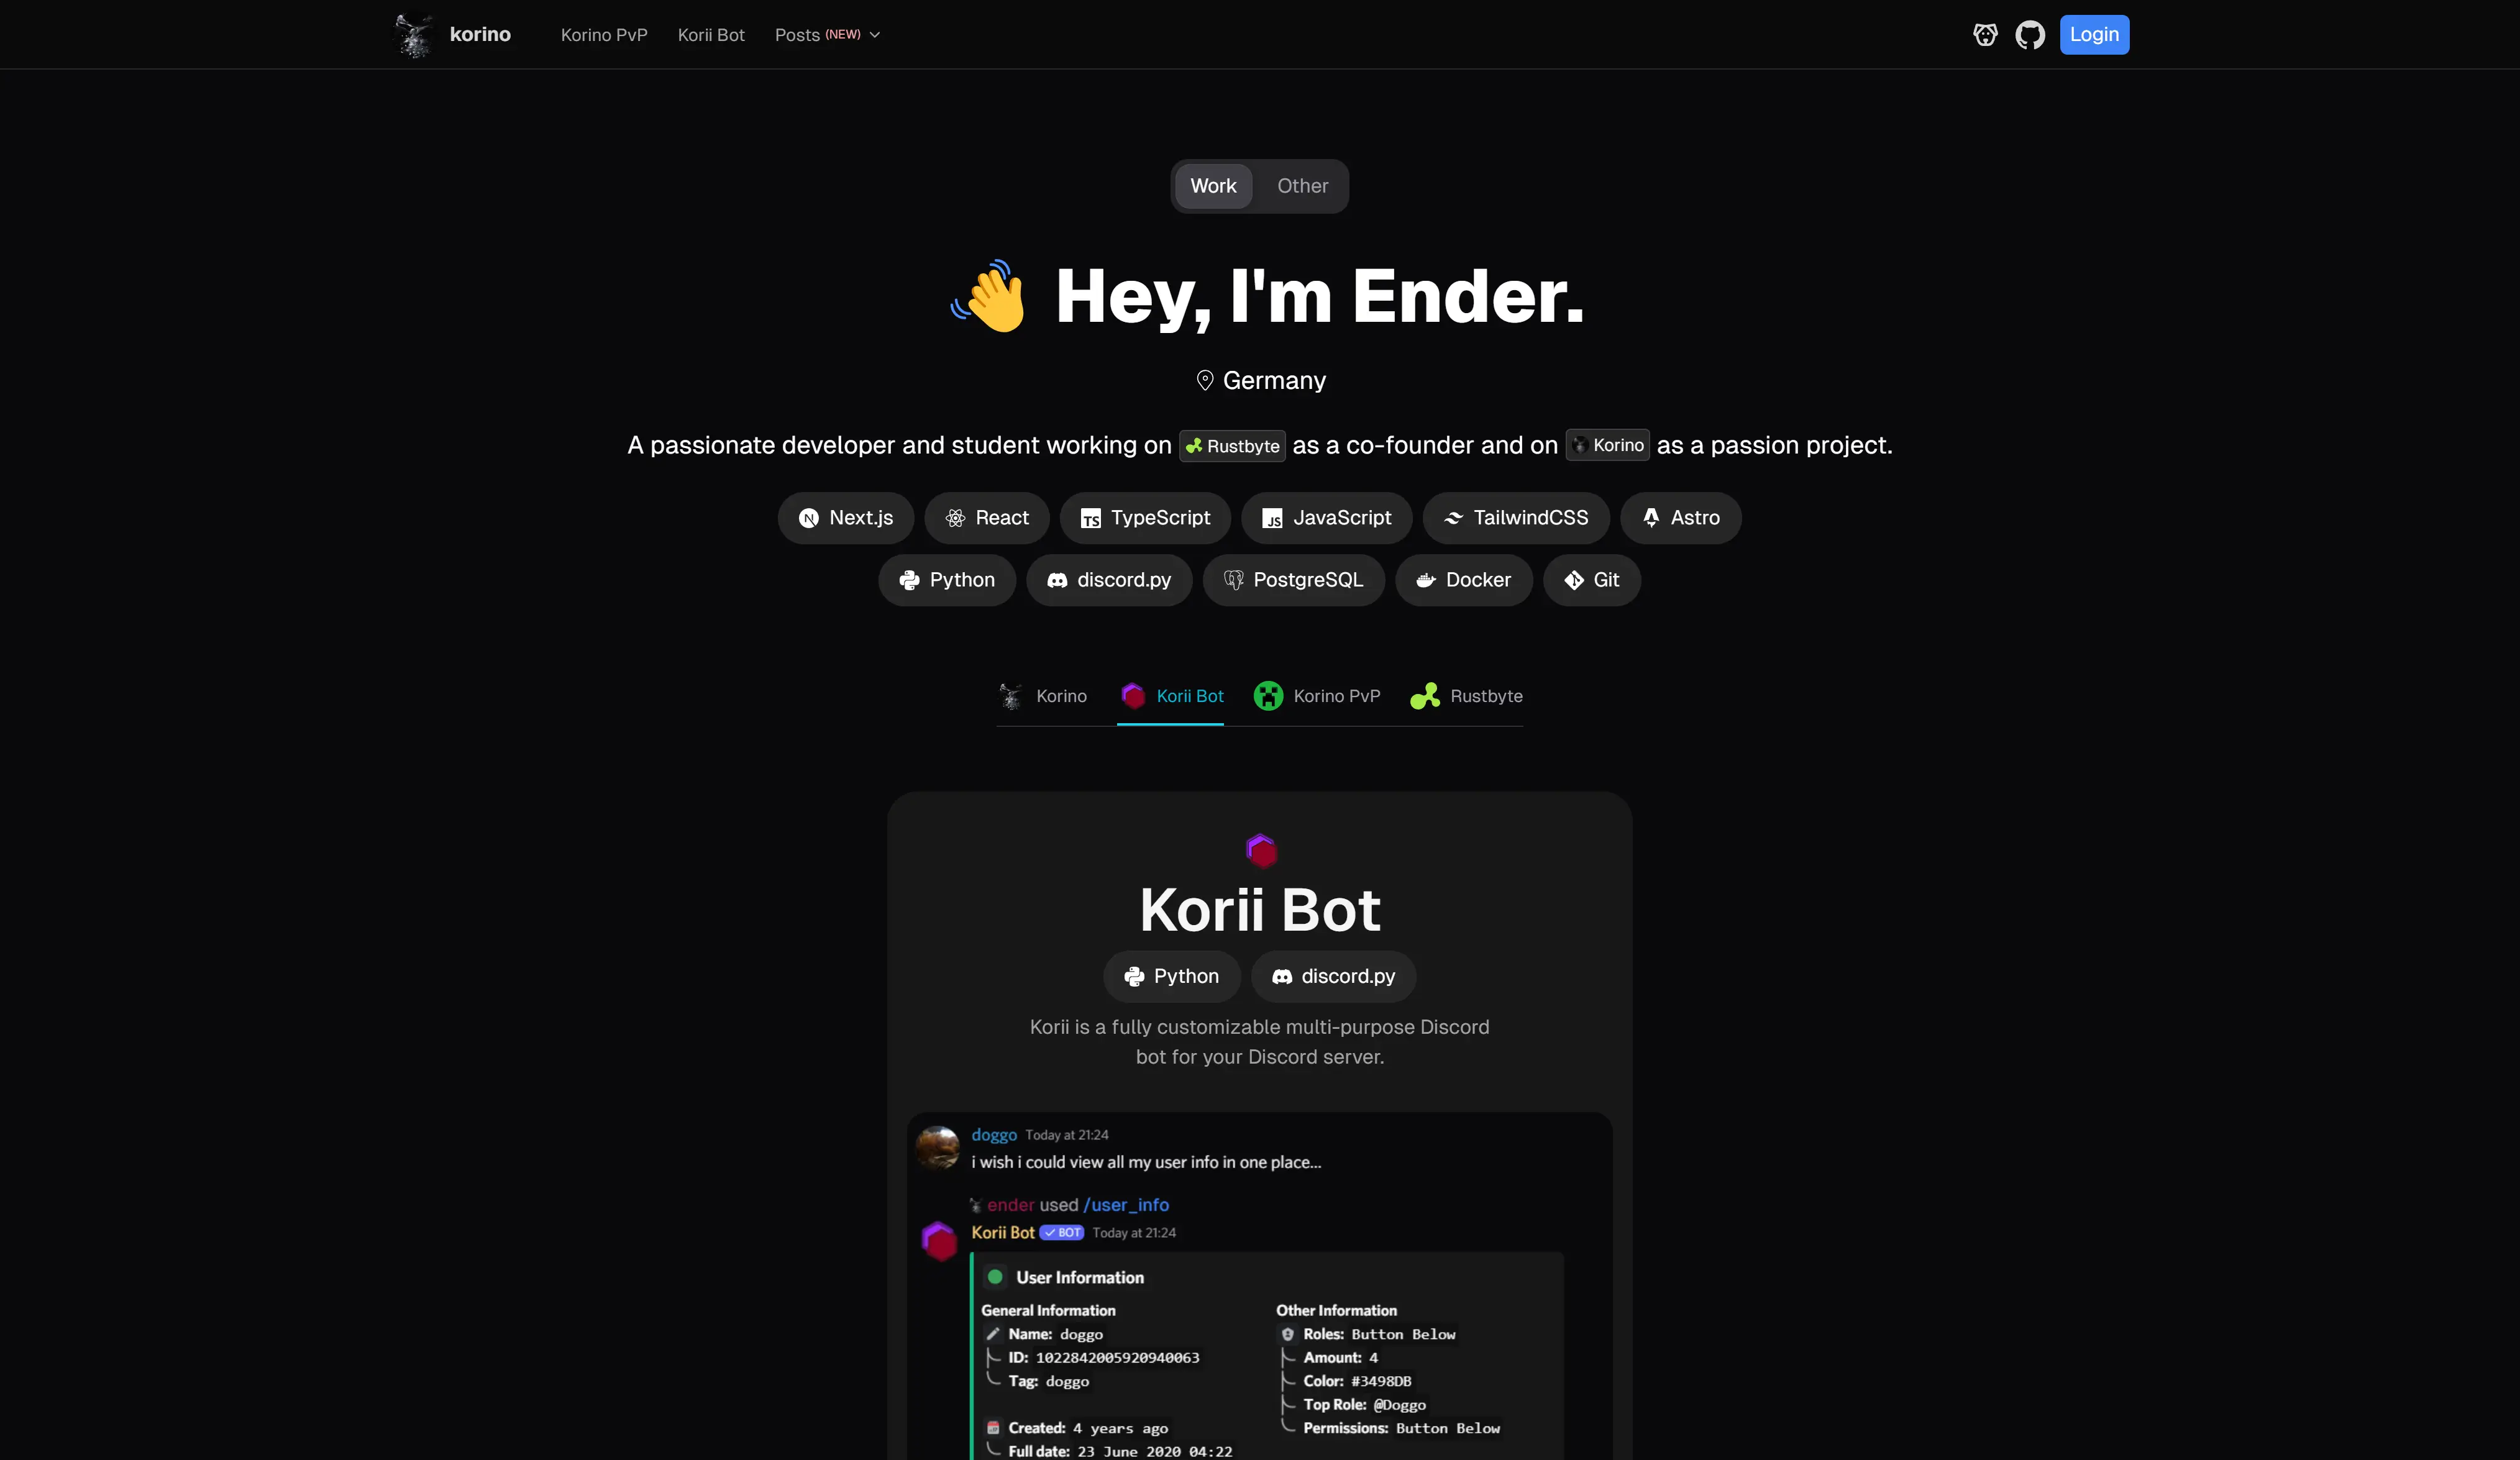 korino Korino PvP Korii Bot Posts (NEW) Login
Work Other
Hey, I'm Ender.
Germany
A passionate developer and student working on Rustbyte as a co-founder and on Korino as a passion project.
Next.js React TypeScript JavaScript TailwindCSS Astro
Python discord.py PostgreSQL Docker Git
Korino Korii Bot Korino PvP Rustbyte
Korii Bot
Python discord.py
Korii is a fully customizable multi-purpose Discord
bot for your Discord server.
doggo Today at 21:24
i wish i could view all my user info in one place...
ender used /user_info
Korii Bot BOT Today at 21:24
User Information
General Information
Name: doggo
ID: 1022842005920940063
Tag: doggo
Created: 4 years ago
Full date: 23 June 2020 04:22
Other Information
Roles: Button Below
Amount: 4
Color: #3498DB
Top Role: @Doggo
Permissions: Button Below